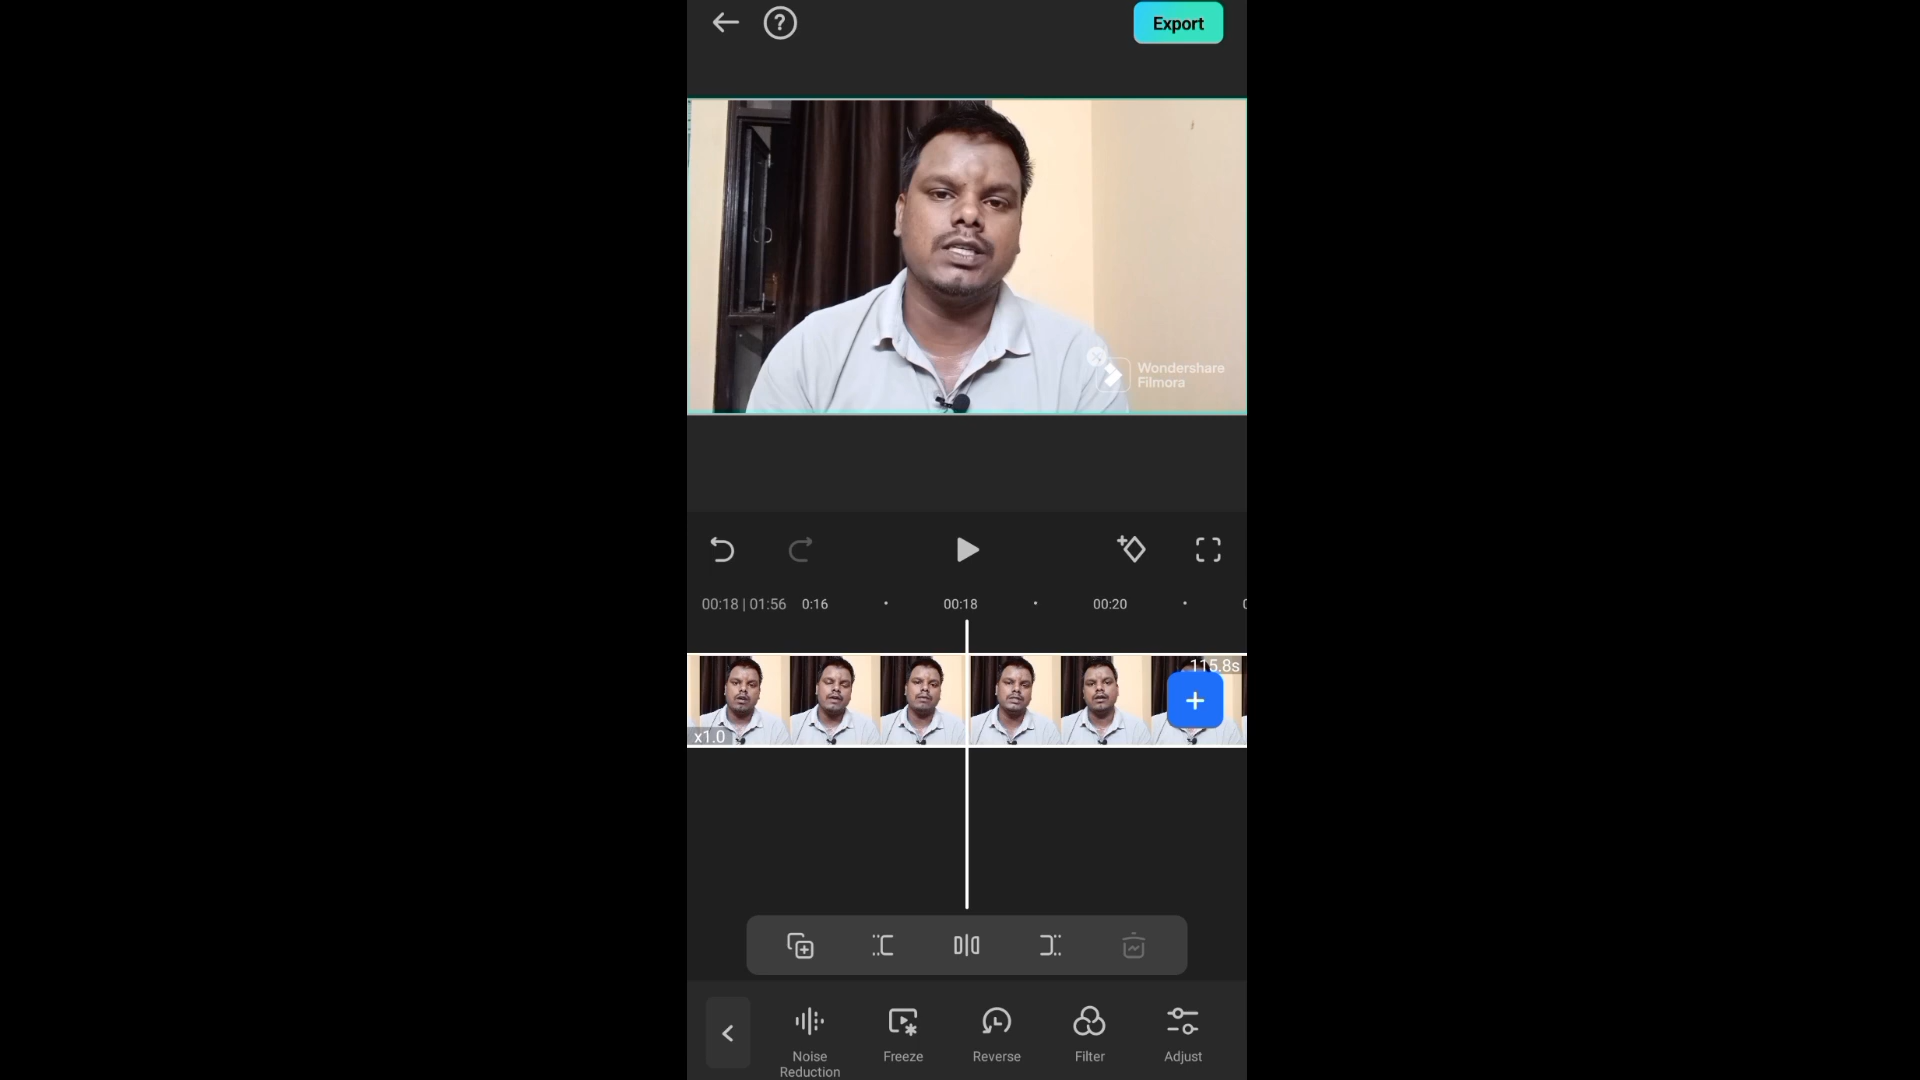 ?
Export
Wondershare
Filmora
00:18 | 01:56 0:16 00:18 00:20
115.8s
x1.0
Noise
Reduction
Freeze
Reverse
Filter
Adjust